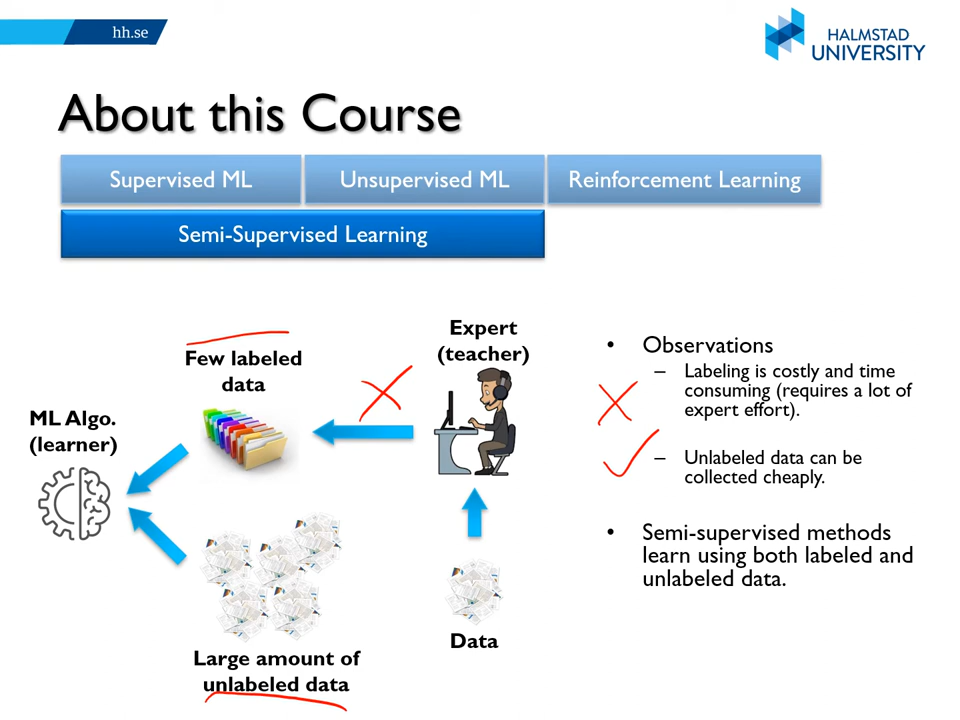 hh.se
HALMSTAD
UNIVERSITY
About this Course
Supervised ML
Unsupervised ML
Reinforcement Learning
Semi-Supervised Learning
Few labeled
data
Expert
(teacher)
ML Algo.
(learner)
Large amount of
unlabeled data
Data
• Observations
– Labeling is costly and time
consuming (requires a lot of
expert effort).
– Unlabeled data can be
collected cheaply.
• Semi-supervised methods
learn using both labeled and
unlabeled data.